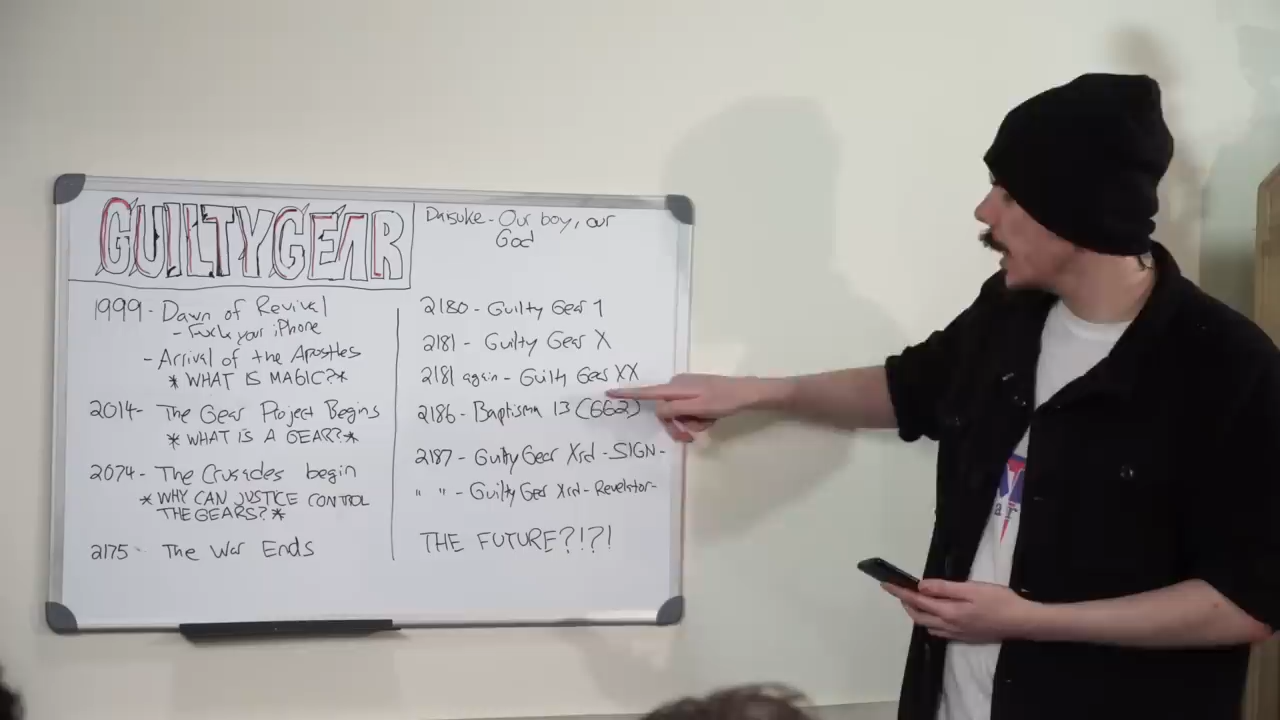 GUILTYGEAR
Daisuke - Our boy, our
God
1999 - Dawn of Revival
- Fuck your iPhone
- Arrival of the Apostles
* WHAT IS MAGIC? *
2014 - The Gear Project Begins
* WHAT IS A GEAR? *
2074 - The Crusades begin
* WHY CAN JUSTICE CONTROL
THE GEARS? *
2175 - The War Ends
2180 - Guilty Gear 1
2181 - Guilty Gear X
2181 again - Guilty Gear XX
2186 - Baptisma 13 (662)
2187 - Guilty Gear Xrd - SIGN -
" " - Guilty Gear Xrd - Revelator -
THE FUTURE?!?!